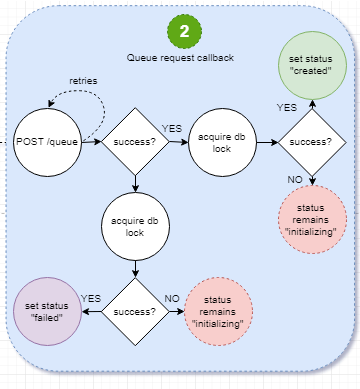 2
Queue request callback
set status
"created"
retries
YES
YES
POST /queue
success?
acquire db
lock
success?
NO
acquire db
lock
status
remains
"initializing"
set status
"failed"
YES
success?
NO
status
remains
"initializing"